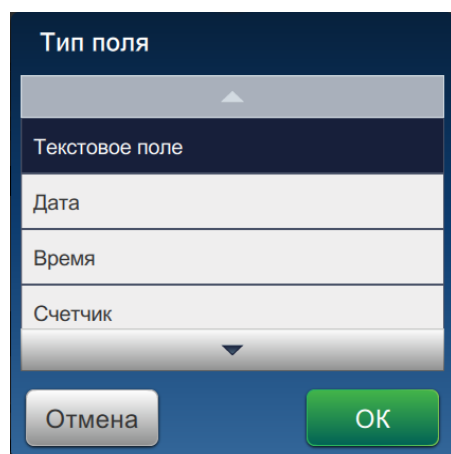 Тип поля
Текстовое поле
Дата
Время
Счетчик
Отмена
ОК